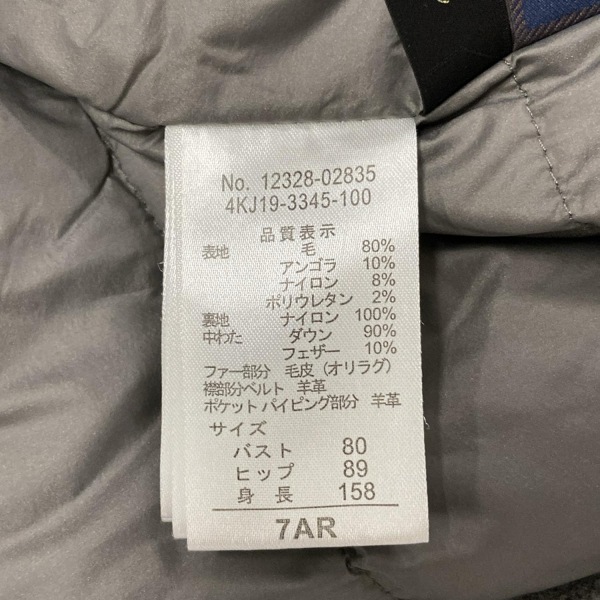 No. 12328-02835
4KJ19-3345-100
品質表示
表地 毛 80%
アンゴラ 10%
ナイロン 8%
ポリウレタン 2%
裏地 ナイロン 100%
中わた ダウン 90%
フェザー 10%
ファー部分 毛皮（オリラグ）
襟部分ベルト 羊革
ポケット パイピング部分 羊革
サイズ
バスト 80
ヒップ 89
身長 158
7AR